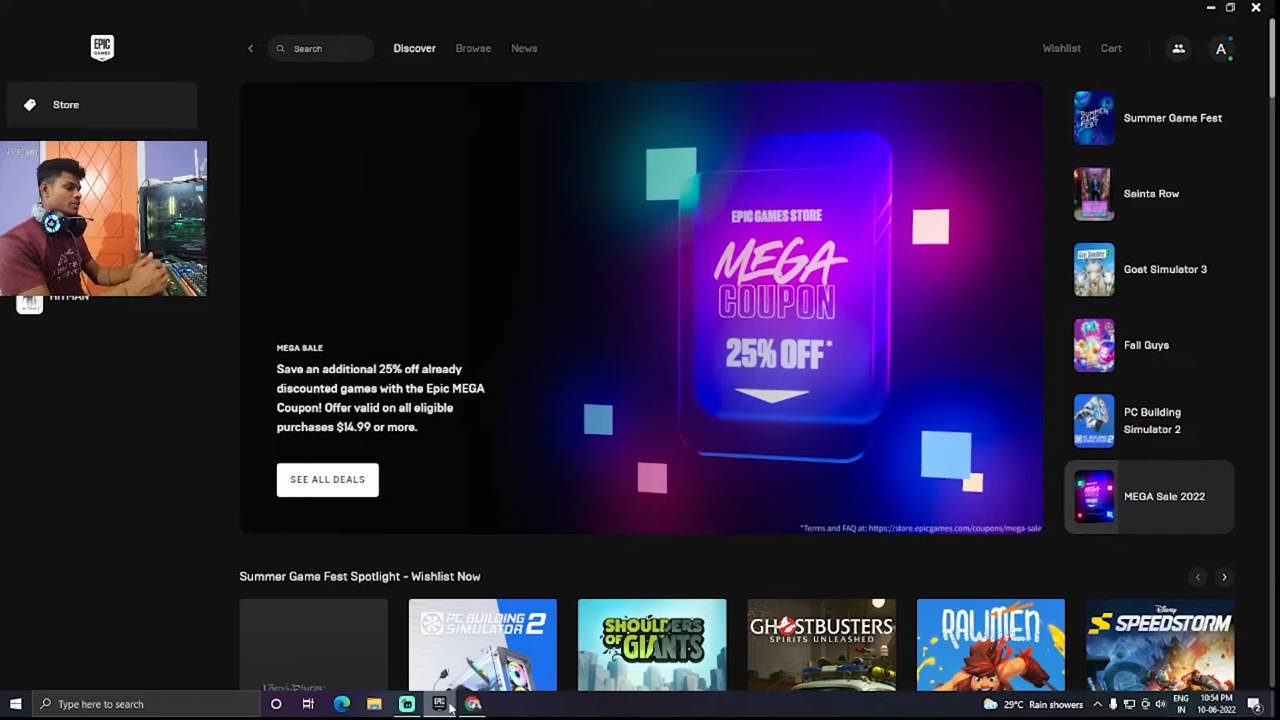 EPIC
GAMES
Search
Discover
Browse
News
Wishlist
Cart
A
Store
HITMAN
EPIC GAMES STORE
MEGA
COUPON
25% OFF*
MEGA SALE
Save an additional 25% off already
discounted games with the Epic MEGA
Coupon! Offer valid on all eligible
purchases $14.99 or more.
SEE ALL DEALS
*Terms and FAQ at: https://store.epicgames.com/coupons/mega-sale
Summer Game Fest
Saints Row
Goat Simulator 3
Fall Guys
PC Building
Simulator 2
MEGA Sale 2022
Summer Game Fest Spotlight - Wishlist Now
PC BUILDING
SIMULATOR 2
SHOULDERS
OF GIANTS
GHOSTBUSTERS
SPIRITS UNLEASHED
RAWMEN
Disney
SPEEDSTORM
Type here to search
EPIC
29°C Rain showers
ENG
IN
10:54 PM
10-06-2022
2